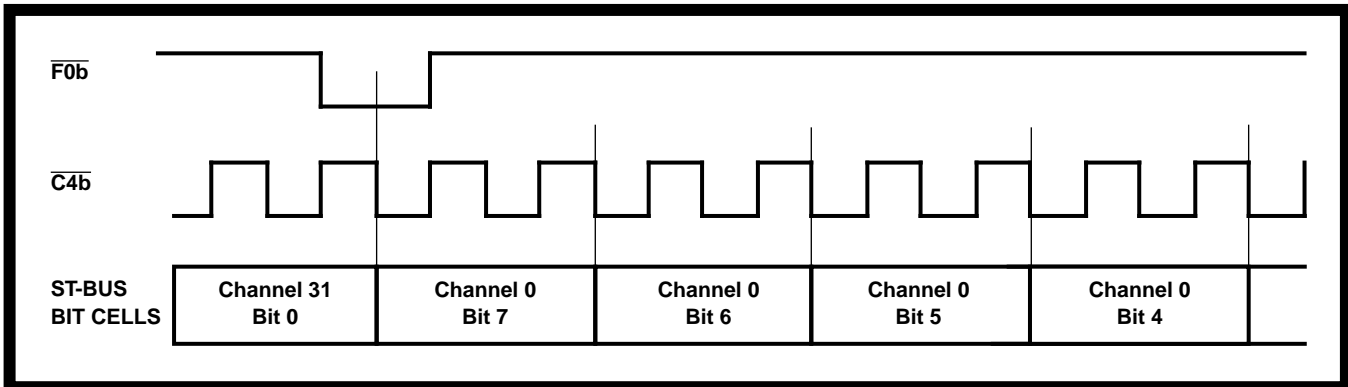 F0b
C4b
ST-BUS
BIT CELLS
Channel 31
Bit 0
Channel 0
Bit 7
Channel 0
Bit 6
Channel 0
Bit 5
Channel 0
Bit 4